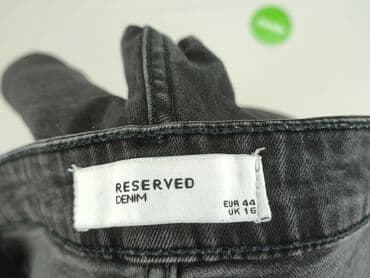 RESERVED
DENIM
EUR 44
UK 16